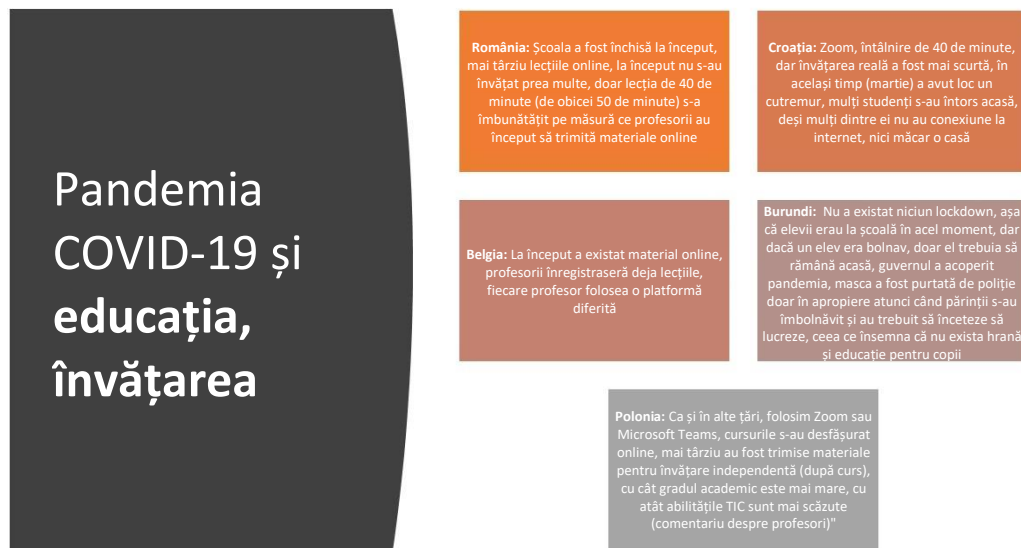 Pandemia
COVID-19 și
educația,
învățarea
România: Școala a fost închisă la început,
mai târziu lecțiile online, la început nu s-au
învățat prea multe, doar lecția de 40 de
minute (de obicei 50 de minute) s-a
îmbunătățit pe măsură ce profesorii au
început să trimită materiale online
Croația: Zoom, întâlnire de 40 de minute,
dar învățarea reală a fost mai scurtă, în
același timp (martie) a avut loc un
cutremur, mulți studenți s-au întors acasă,
deși mulți dintre ei nu au conexiune la
internet, nici măcar o casă
Belgia: La început a existat material online,
profesorii înregistraseră deja lecțiile,
fiecare profesor folosea o platformă
diferită
Burundi: Nu a existat niciun lockdown, așa
că elevii erau la școală în acel moment, dar
dacă un elev era bolnav, doar el trebuia să
rămână acasă, guvernul a acoperit
pandemia, masca a fost purtată de poliție
doar în apropiere atunci când părinții s-au
îmbolnăvit și au trebuit să înceteze să
lucreze, ceea ce însemna că nu exista hrană
și educație pentru copii
Polonia: Ca și în alte țări, folosim Zoom sau
Microsoft Teams, cursurile s-au desfășurat
online, mai târziu au fost trimise materiale
pentru învățare independentă (după curs),
cu cât gradul academic este mai mare, cu
atât abilitățile TIC sunt mai scăzute
(comentariu despre profesori)"